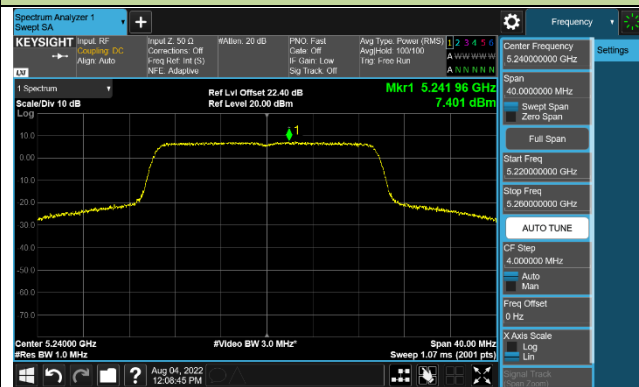 Spectrum Analyzer 1
Swept SA
Frequency
KEYSIGHT
Input: RF
Coupling: DC
Align: Auto
Input Z: 50 Ω
Corrections: Off
Freq Ref: Int (S)
NFE: Adaptive
#Atten: 20 dB
PNO: Fast
Gate: Off
IF Gain: Low
Sig Track: Off
Avg Type: Power (RMS)
Avg|Hold: 100/100
Trig: Free Run
1 2 3 4 5 6
A W W W W W
A N N N N N
LXI
1 Spectrum
Scale/Div 10 dB
Ref Lvl Offset 22.40 dB
Ref Level 20.00 dBm
Mkr1 5.241 96 GHz
7.401 dBm
Log
1
10.0
0.00
-10.0
-20.0
-30.0
-40.0
-50.0
-60.0
-70.0
Center 5.24000 GHz
#Res BW 1.0 MHz
#Video BW 3.0 MHz*
Span 40.00 MHz
Sweep 1.07 ms (2001 pts)
Aug 04, 2022
12:08:45 PM
Center Frequency
5.240000000 GHz
Settings
Span
40.0000000 MHz
Swept Span
Zero Span
Full Span
Start Freq
5.220000000 GHz
Stop Freq
5.260000000 GHz
AUTO TUNE
CF Step
4.000000 MHz
Auto
Man
Freq Offset
0 Hz
X Axis Scale
Log
Lin
Signal Track
(Span Zoom)